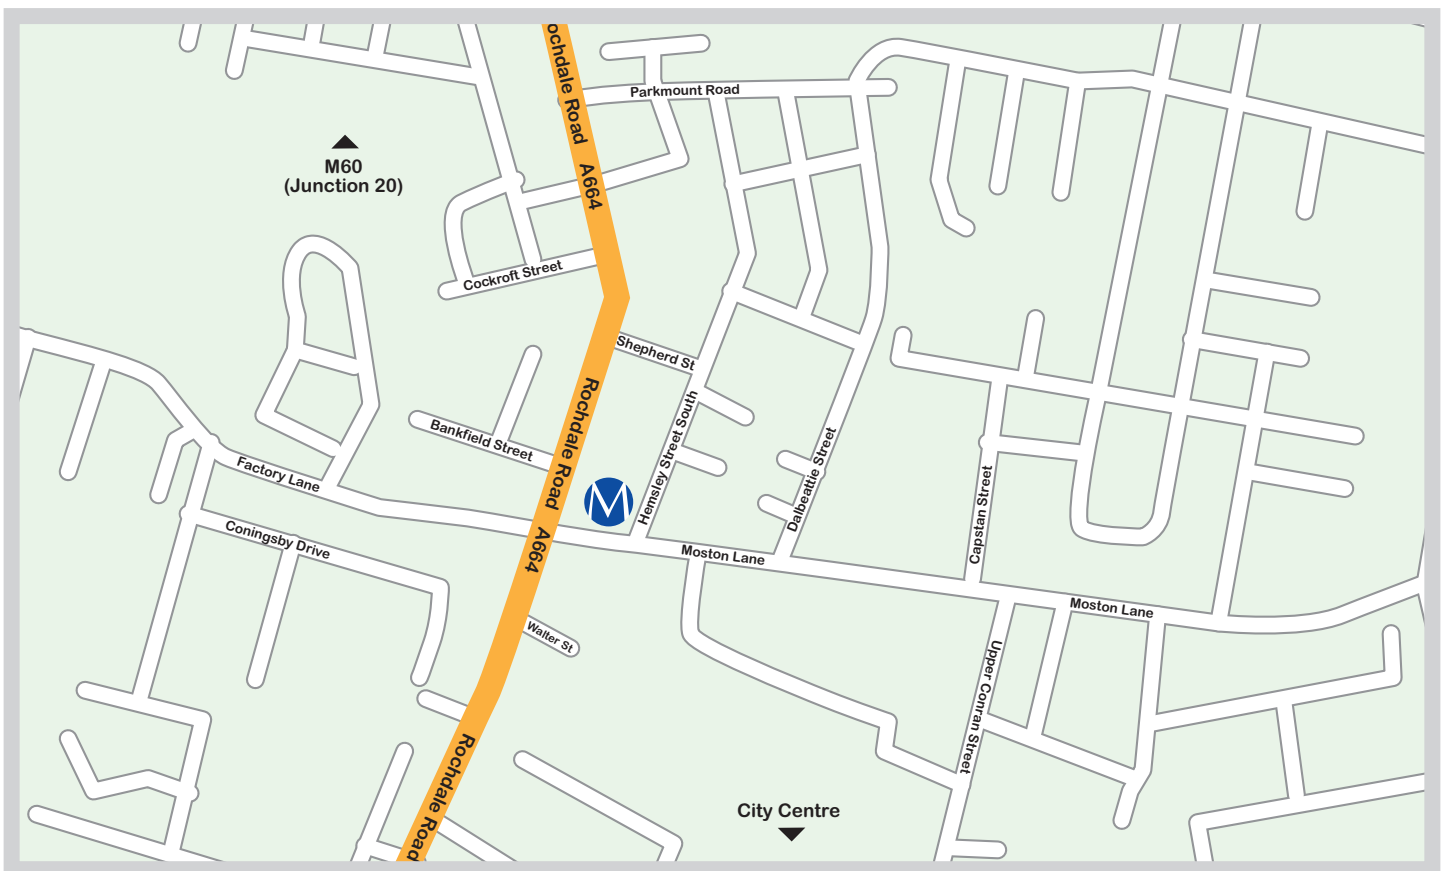 ochdale Road
A664
Parkmount Road
M60
(Junction 20)
Cockroft Street
Shepherd St
Rochdale Road
Hemsley Street South
Bankfield Street
Dalbeattie Street
Factory Lane
Capstan Street
M
Coningsby Drive
A664
Moston Lane
Moston Lane
Walter St
Upper Conran Street
Rochdale Road
City Centre